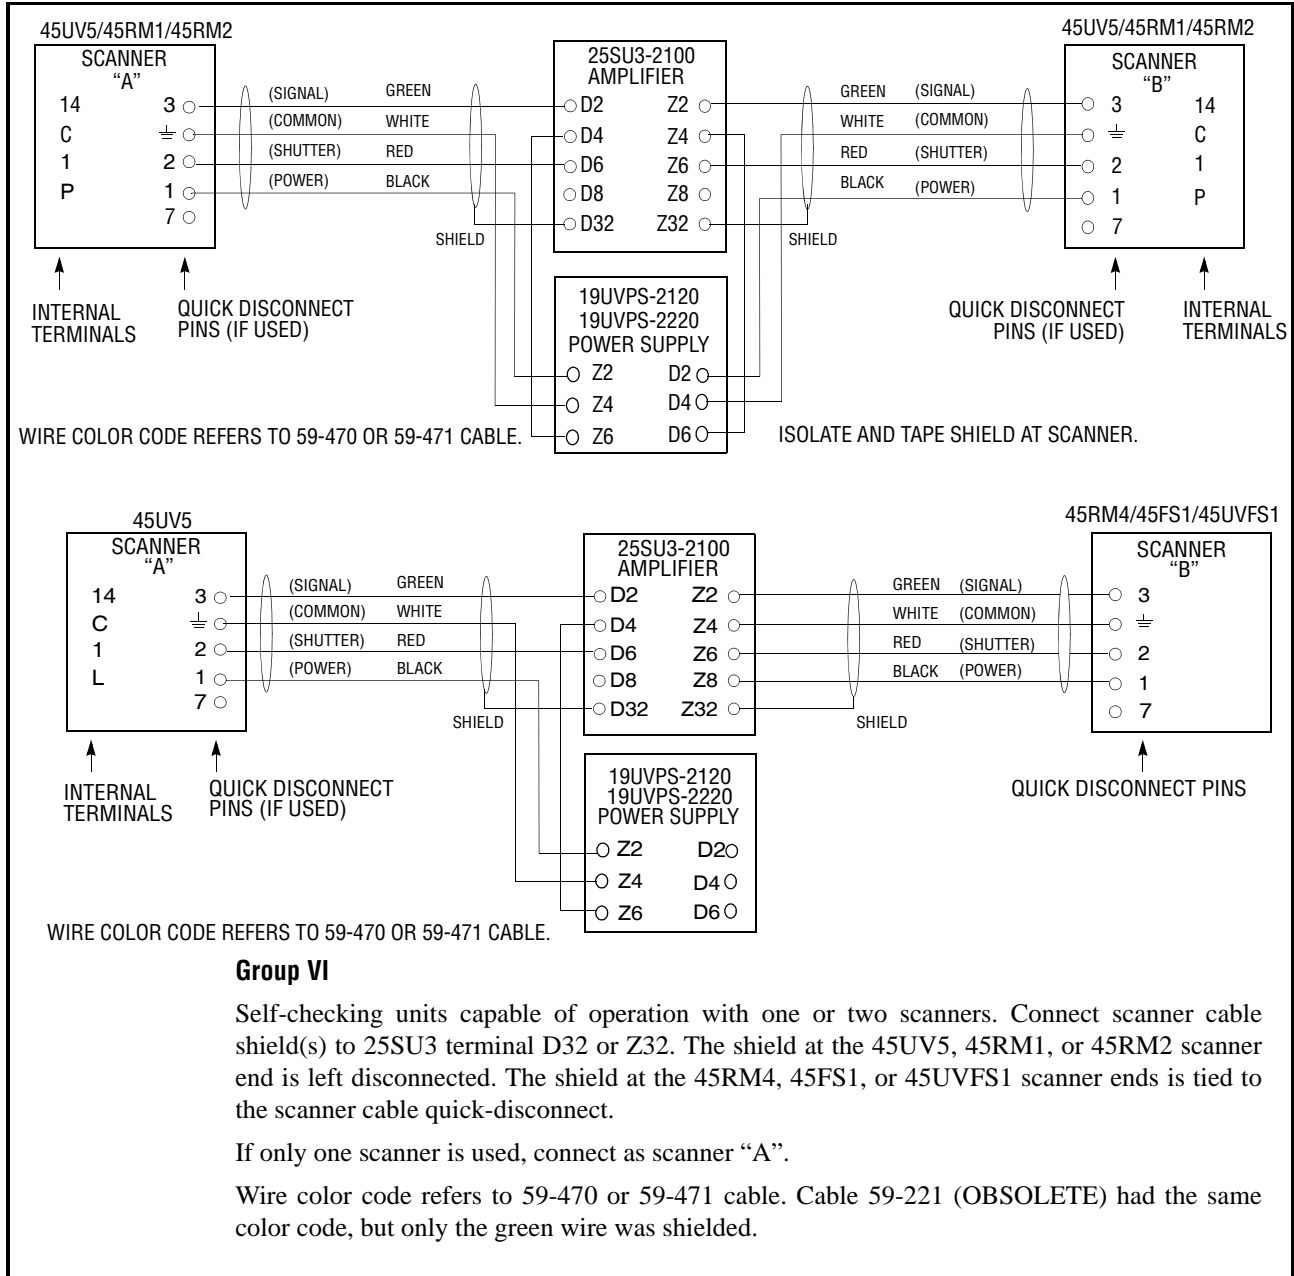 45UV5/45RM1/45RM2
SCANNER
“A”
14 3
C
1 2
P 1
7
(SIGNAL) GREEN
(COMMON) WHITE
(SHUTTER) RED
(POWER) BLACK
SHIELD
25SU3-2100
AMPLIFIER
D2 Z2
D4 Z4
D6 Z6
D8 Z8
D32 Z32
GREEN (SIGNAL)
WHITE (COMMON)
RED (SHUTTER)
BLACK (POWER)
SHIELD
45UV5/45RM1/45RM2
SCANNER
“B”
3 14
C
2 1
1 P
7
INTERNAL
TERMINALS
QUICK DISCONNECT
PINS (IF USED)
19UVPS-2120
19UVPS-2220
POWER SUPPLY
Z2 D2
Z4 D4
Z6 D6
QUICK DISCONNECT
PINS (IF USED)
INTERNAL
TERMINALS
WIRE COLOR CODE REFERS TO 59-470 OR 59-471 CABLE.
ISOLATE AND TAPE SHIELD AT SCANNER.
45UV5
SCANNER
“A”
14 3
C
1 2
L 1
7
(SIGNAL) GREEN
(COMMON) WHITE
(SHUTTER) RED
(POWER) BLACK
SHIELD
25SU3-2100
AMPLIFIER
D2 Z2
D4 Z4
D6 Z6
D8 Z8
D32 Z32
GREEN (SIGNAL)
WHITE (COMMON)
RED (SHUTTER)
BLACK (POWER)
SHIELD
45RM4/45FS1/45UVFS1
SCANNER
“B”
3
2
1
7
INTERNAL
TERMINALS
QUICK DISCONNECT
PINS (IF USED)
19UVPS-2120
19UVPS-2220
POWER SUPPLY
Z2 D2
Z4 D4
Z6 D6
QUICK DISCONNECT PINS
WIRE COLOR CODE REFERS TO 59-470 OR 59-471 CABLE.
Group VI
Self-checking units capable of operation with one or two scanners. Connect scanner cable
shield(s) to 25SU3 terminal D32 or Z32. The shield at the 45UV5, 45RM1, or 45RM2 scanner
end is left disconnected. The shield at the 45RM4, 45FS1, or 45UVFS1 scanner ends is tied to
the scanner cable quick-disconnect.
If only one scanner is used, connect as scanner “A”.
Wire color code refers to 59-470 or 59-471 cable. Cable 59-221 (OBSOLETE) had the same
color code, but only the green wire was shielded.